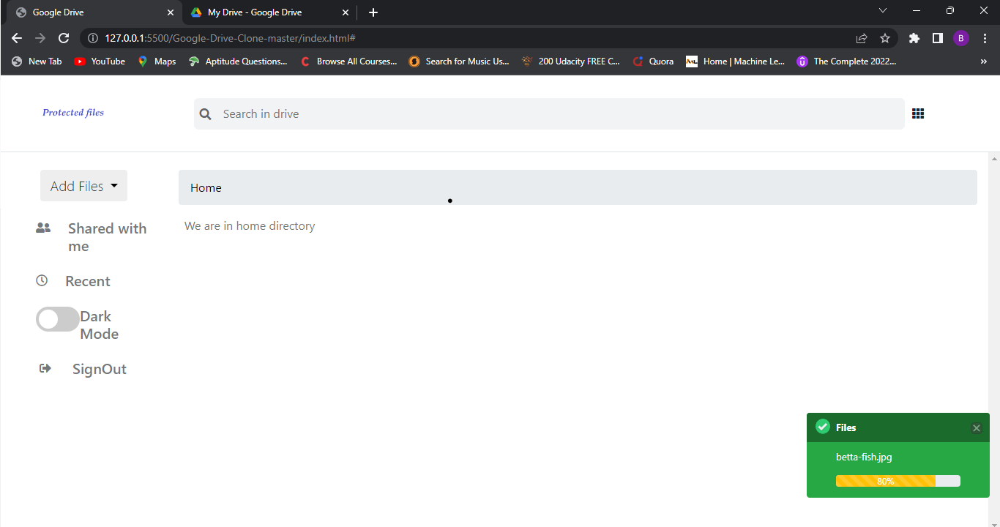 Google Drive
My Drive - Google Drive
127.0.0.1:5500/Google-Drive-Clone-master/index.html#
B
New Tab
YouTube
Maps
Aptitude Questions...
Browse All Courses...
Search for Music Us...
200 Udacity FREE C...
Quora
Home | Machine Le...
The Complete 2022...
Protected files
Search in drive
Add Files
Home
We are in home directory
Shared with
me
Recent
Dark
Mode
SignOut
Files
betta-fish.jpg
80%